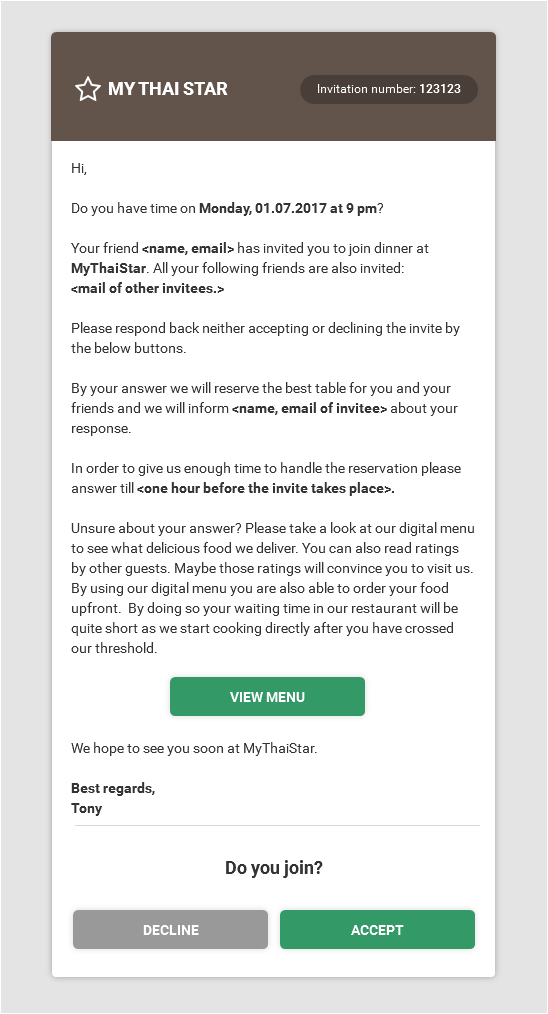 MY THAI STAR
Invitation number: 123123
Hi,
Do you have time on Monday, 01.07.2017 at 9 pm?
Your friend <name, email> has invited you to join dinner at
MyThaiStar. All your following friends are also invited:
<mail of other invitees.>
Please respond back neither accepting or declining the invite by
the below buttons.
By your answer we will reserve the best table for you and your
friends and we will inform <name, email of invitee> about your
response.
In order to give us enough time to handle the reservation please
answer till <one hour before the invite takes place>.
Unsure about your answer? Please take a look at our digital menu
to see what delicious food we deliver. You can also read ratings
by other guests. Maybe those ratings will convince you to visit us.
By using our digital menu you are also able to order your food
upfront.  By doing so your waiting time in our restaurant will be
quite short as we start cooking directly after you have crossed
our threshold.
VIEW MENU
We hope to see you soon at MyThaiStar.
Best regards,
Tony
Do you join?
DECLINE
ACCEPT